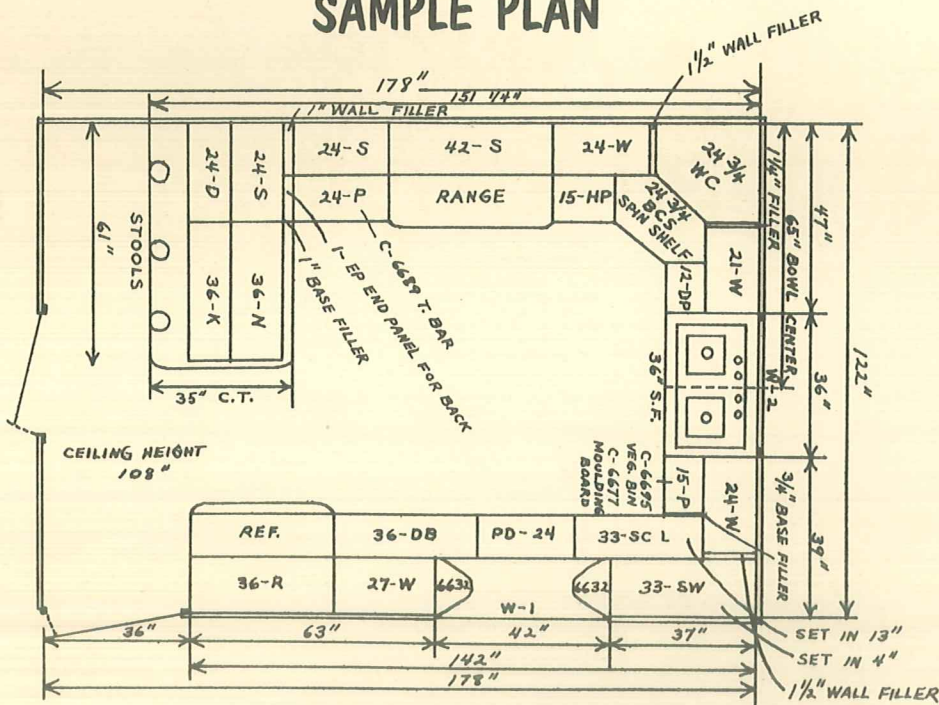 SAMPLE PLAN
1½" WALL FILLER
178"
151 1/4"
1" WALL FILLER
24-S
42-S
24-W
24 3/4
WC
24-D
24-S
24-P
RANGE
15-HP
24 3/4
BCS
SPIN SHELF
61"
STOOLS
36-K
36-N
21-W
12-DP
1¼" FILLER
65" BOWL CENTER
47"
36"
122"
W-2
36" S.F.
C-6689 T. BAR
1-EP END PANEL FOR BACK
1" BASE FILLER
35" C.T.
CEILING HEIGHT
108"
C-6695
VEG. BIN
C-6677
MOULDING
BOARD
15-P
24-W
3/4" BASE FILLER
39"
REF.
36-DB
PD-24
33-SC L
36-R
27-W
6632
W-1
6632
33-SW
36"
63"
42"
37"
SET IN 13"
142"
SET IN 4"
178"
1½" WALL FILLER